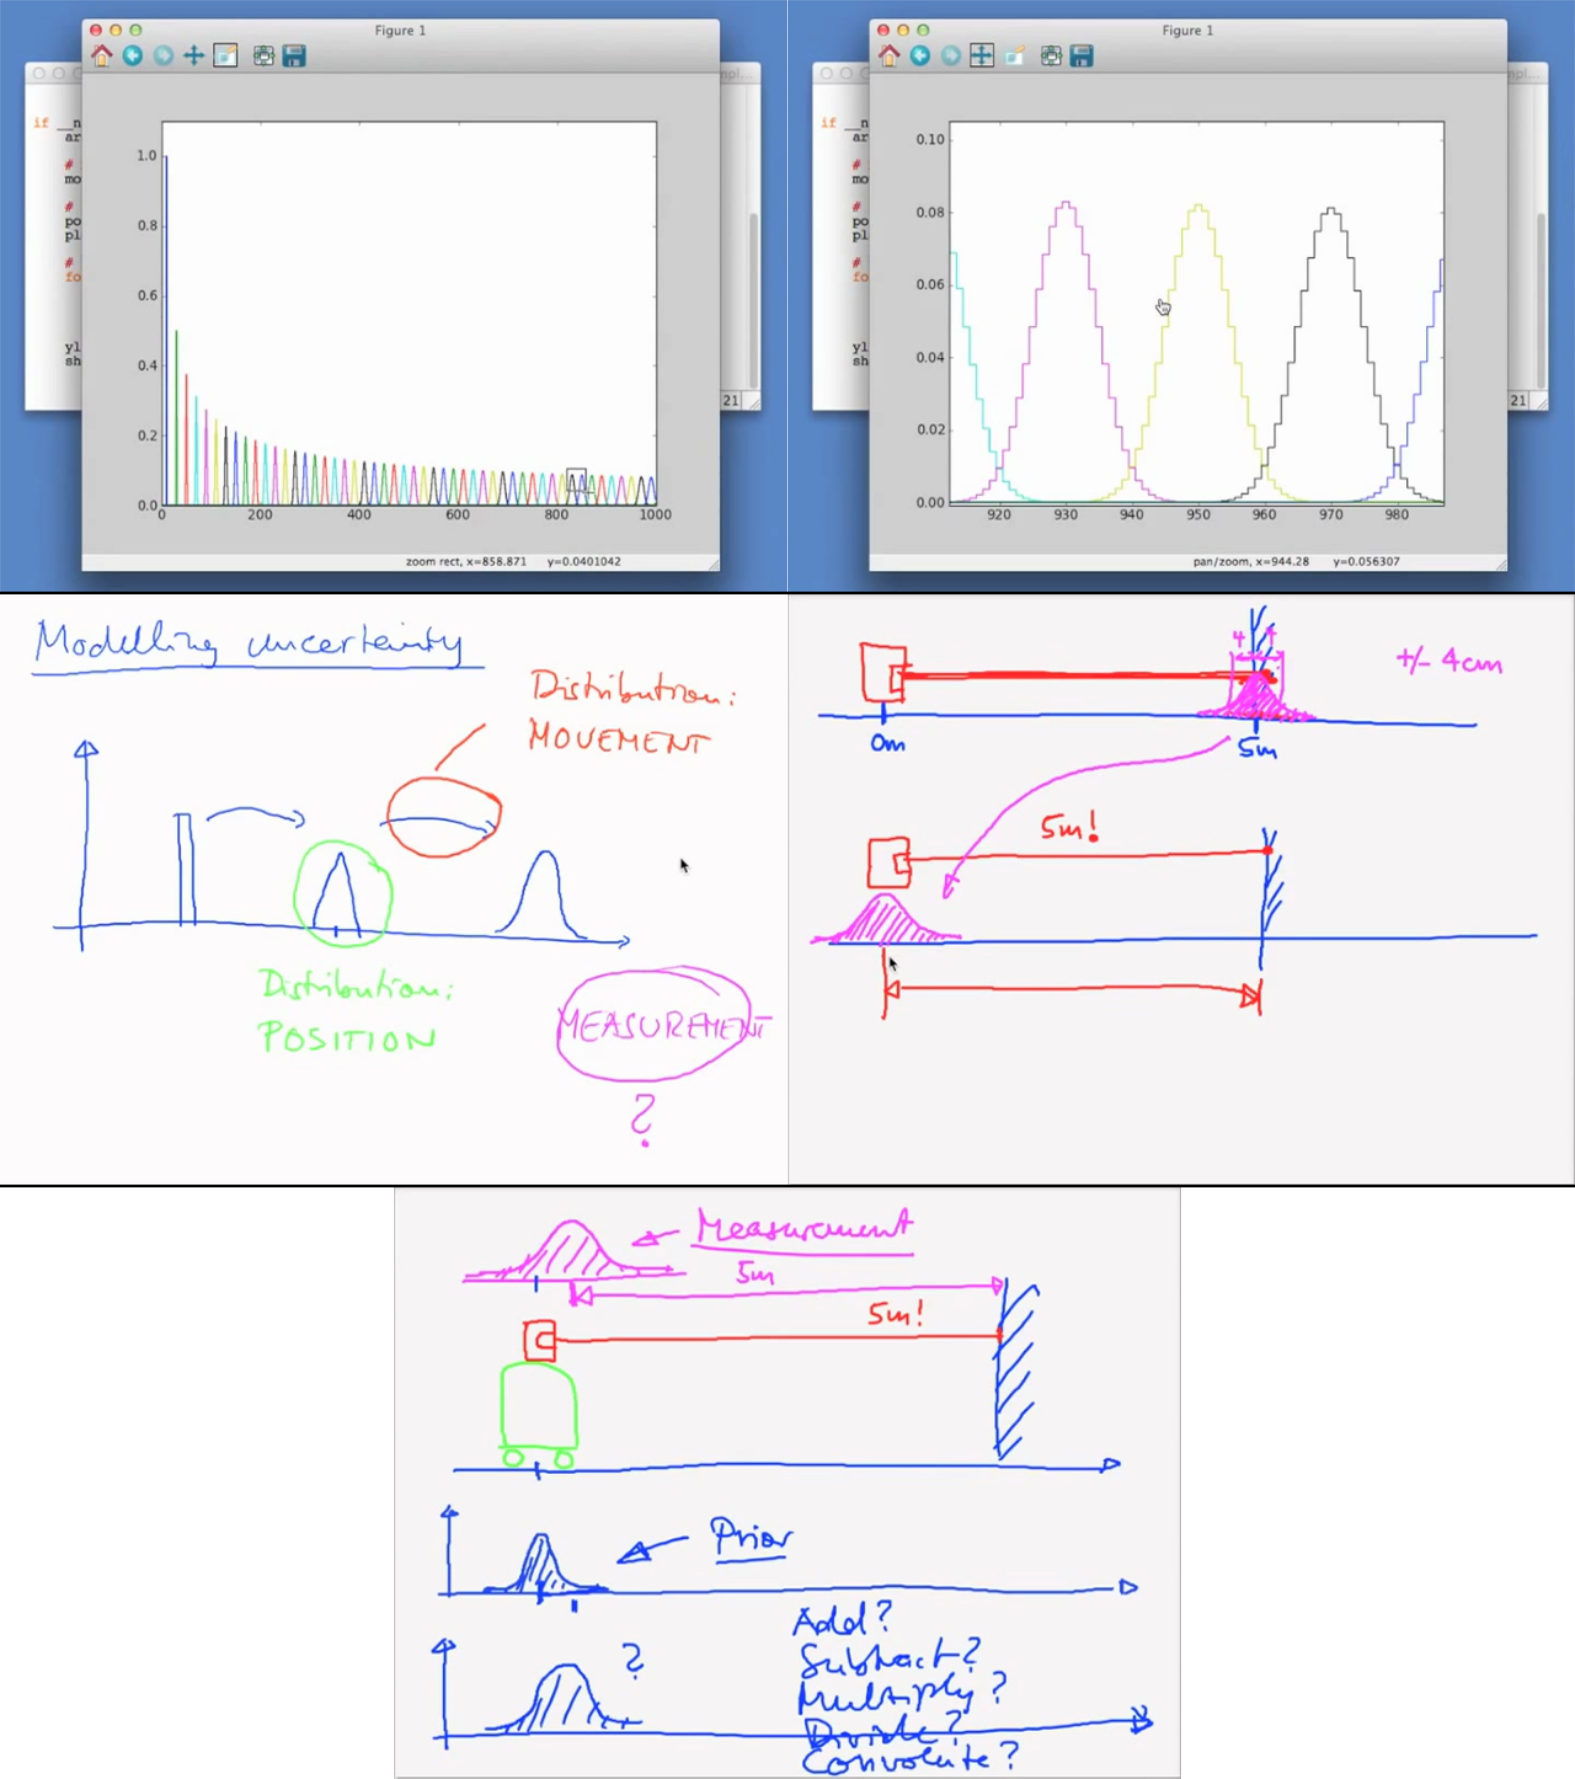 Figure 1
mpl...
if __n
ar
#
mo
#
po
pl
#
fo
yl
sh
21
1.0
0.8
0.6
0.4
0.2
0.0
0 200 400 600 800 1000
zoom rect, x=858.871 y=0.0401042
Figure 1
mpl...
if __n
ar
#
mo
#
po
pl
#
fo
yl
sh
21
0.10
0.08
0.06
0.04
0.02
0.00
920 930 940 950 960 970 980
pan/zoom, x=944.28 y=0.056307
Modelling uncertainty
Distribution:
MOVEMENT
Distribution:
POSITION
MEASUREMENT
?
4 4
+/- 4cm
0m 5m
5m!
Measurement
5m
5m!
Prior
?
Add?
Subtract?
Multiply?
Divide?
Convolute?